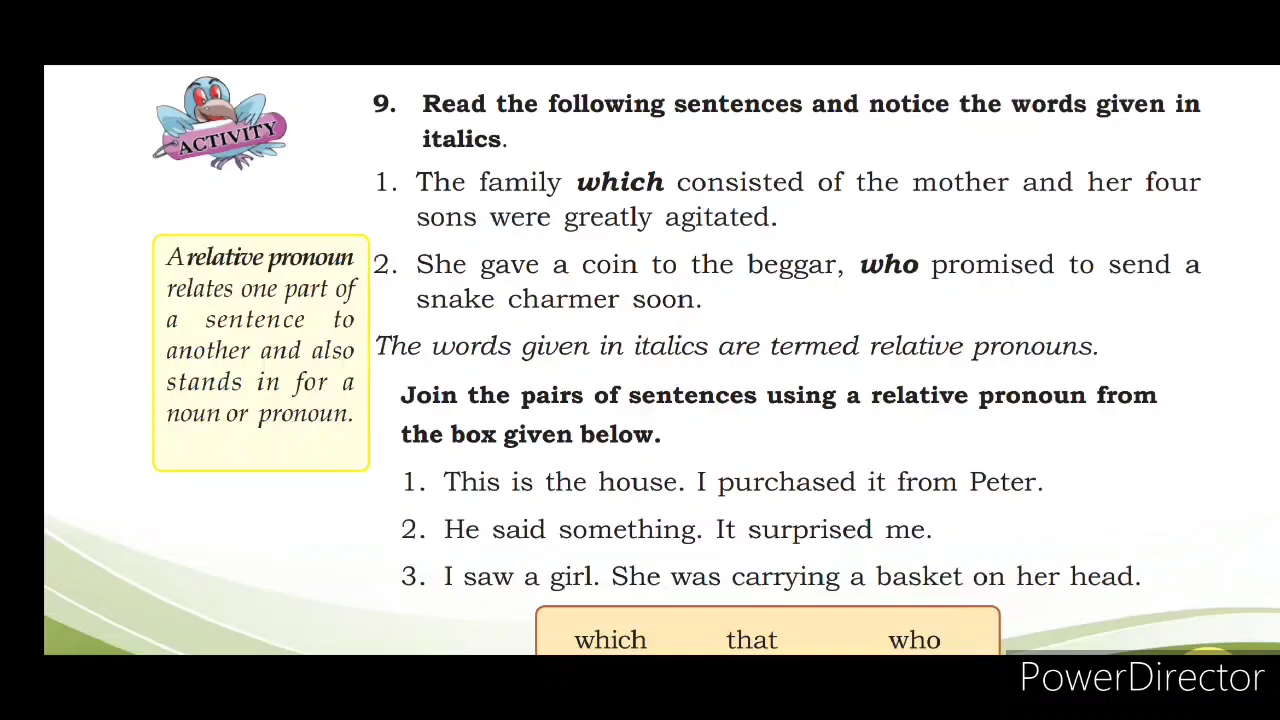 ACTIVITY
9. Read the following sentences and notice the words given in
italics.
1. The family which consisted of the mother and her four
sons were greatly agitated.
A relative pronoun
relates one part of
a sentence to
another and also
stands in for a
noun or pronoun.
2. She gave a coin to the beggar, who promised to send a
snake charmer soon.
The words given in italics are termed relative pronouns.
Join the pairs of sentences using a relative pronoun from
the box given below.
1. This is the house. I purchased it from Peter.
2. He said something. It surprised me.
3. I saw a girl. She was carrying a basket on her head.
which that who
PowerDirector